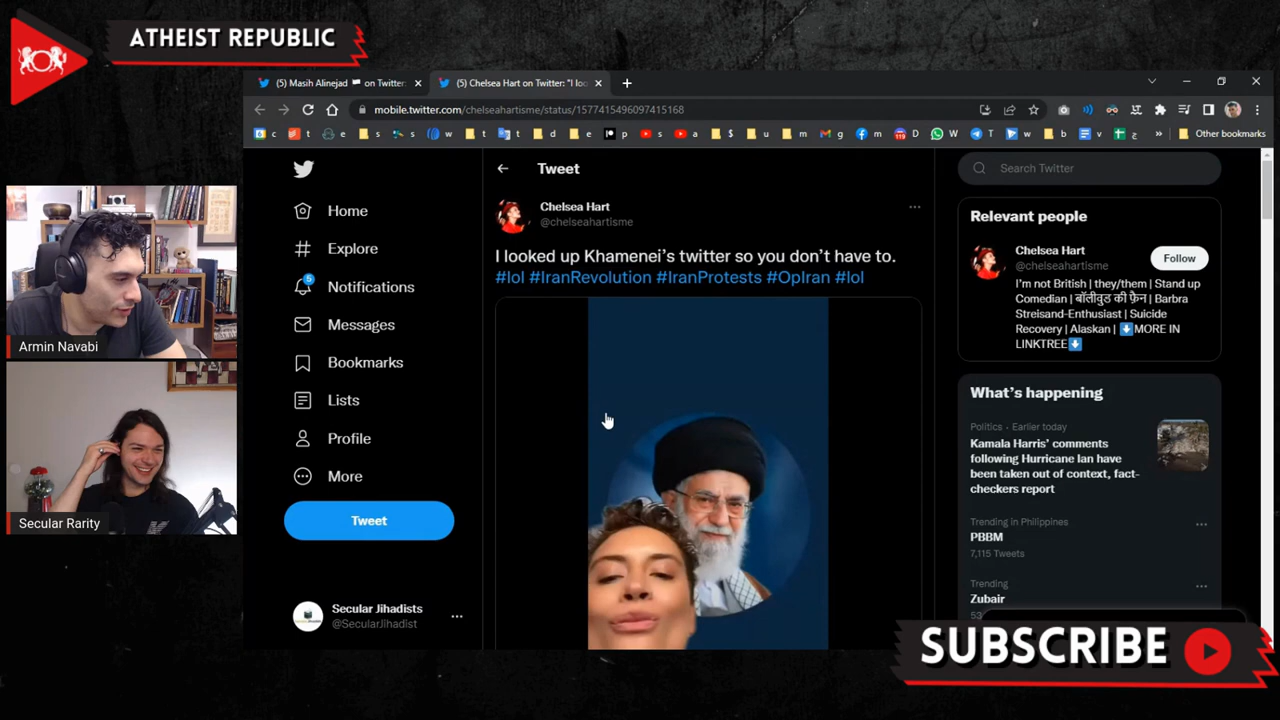 ATHEIST REPUBLIC
(5) Masih Alinejad 🏳 on Twitter:
(5) Chelsea Hart on Twitter: "I loo
mobile.twitter.com/chelseahartisme/status/1577415496097415168
Other bookmarks
Tweet
Search Twitter
Home
Explore
5
Notifications
Messages
Bookmarks
Lists
Profile
More
Tweet
Secular Jihadists
@SecularJihadist
Chelsea Hart
@chelseahartisme
I looked up Khamenei's twitter so you don't have to.
#lol #IranRevolution #IranProtests #OpIran #lol
Relevant people
Chelsea Hart
@chelseahartisme
Follow
I'm not British | they/them | Stand up
Comedian | बॉलीवुड की फ़ैन | Barbra
Streisand-Enthusiast | Suicide
Recovery | Alaskan | ⬇MORE IN
LINKTREE⬇
What's happening
Politics · Earlier today
Kamala Harris' comments
following Hurricane Ian have
been taken out of context, fact-
checkers report
Trending in Philippines
PBBM
7,115 Tweets
Trending
Zubair
Armin Navabi
Secular Rarity
SUBSCRIBE